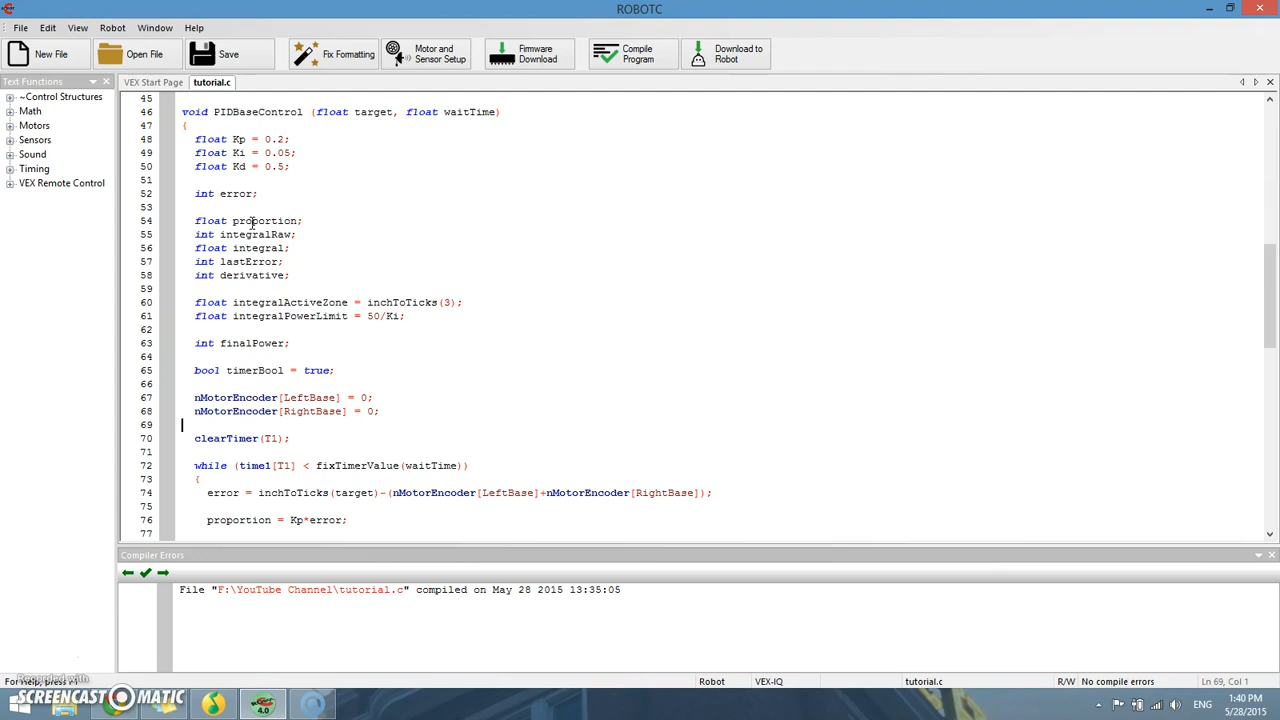 ROBOTC
File Edit View Robot Window Help
New File Open File Save Fix Formatting Motor and Sensor Setup Firmware Download Compile Program Download to Robot
Text Functions
VEX Start Page tutorial.c
~Control Structures
Math
Motors
Sensors
Sound
Timing
VEX Remote Control
45
46 void PIDBaseControl (float target, float waitTime)
47 {
48 float Kp = 0.2;
49 float Ki = 0.05;
50 float Kd = 0.5;
51
52 int error;
53
54 float proportion;
55 int integralRaw;
56 float integral;
57 int lastError;
58 int derivative;
59
60 float integralActiveZone = inchToTicks(3);
61 float integralPowerLimit = 50/Ki;
62
63 int finalPower;
64
65 bool timerBool = true;
66
67 nMotorEncoder[LeftBase] = 0;
68 nMotorEncoder[RightBase] = 0;
69
70 clearTimer(T1);
71
72 while (time1[T1] < fixTimerValue(waitTime))
73 {
74 error = inchToTicks(target)-(nMotorEncoder[LeftBase]+nMotorEncoder[RightBase]);
75
76 proportion = Kp*error;
77
Compiler Errors
File "F:\YouTube Channel\tutorial.c" compiled on May 28 2015 13:35:05
For Help, press F1 Robot VEX-IQ tutorial.c R/W No compile errors Ln 69, Col 1
Recorded with
SCREENCAST MATIC
4.0
ENG
1:40 PM
5/28/2015